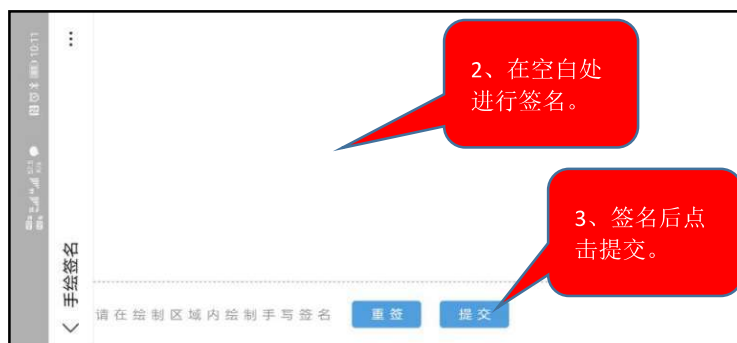 10:11
手绘签名
2、在空白处
进行签名。
3、签名后点
击提交。
请在绘制区域内绘制手写签名
重签
提交